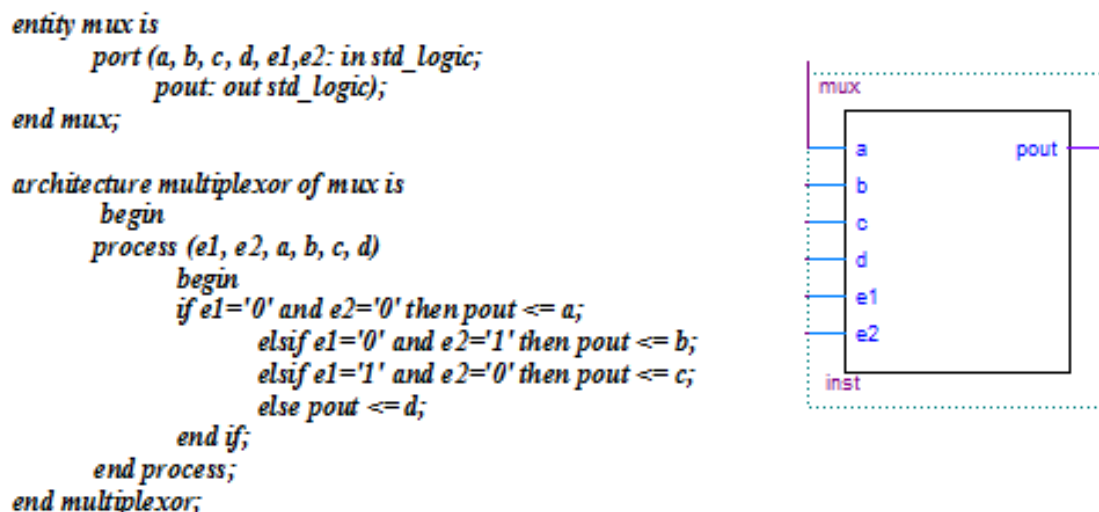 entity mux is
port (a, b, c, d, e1,e2: in std_logic;
pout: out std_logic);
end mux;
architecture multiplexor of mux is
begin
process (e1, e2, a, b, c, d)
begin
if e1='0' and e2='0' then pout <= a;
elsif e1='0' and e2='1' then pout <= b;
elsif e1='1' and e2='0' then pout <= c;
else pout <= d;
end if;
end process;
end multiplexor;
mux
a pout
b
c
d
e1
e2
inst